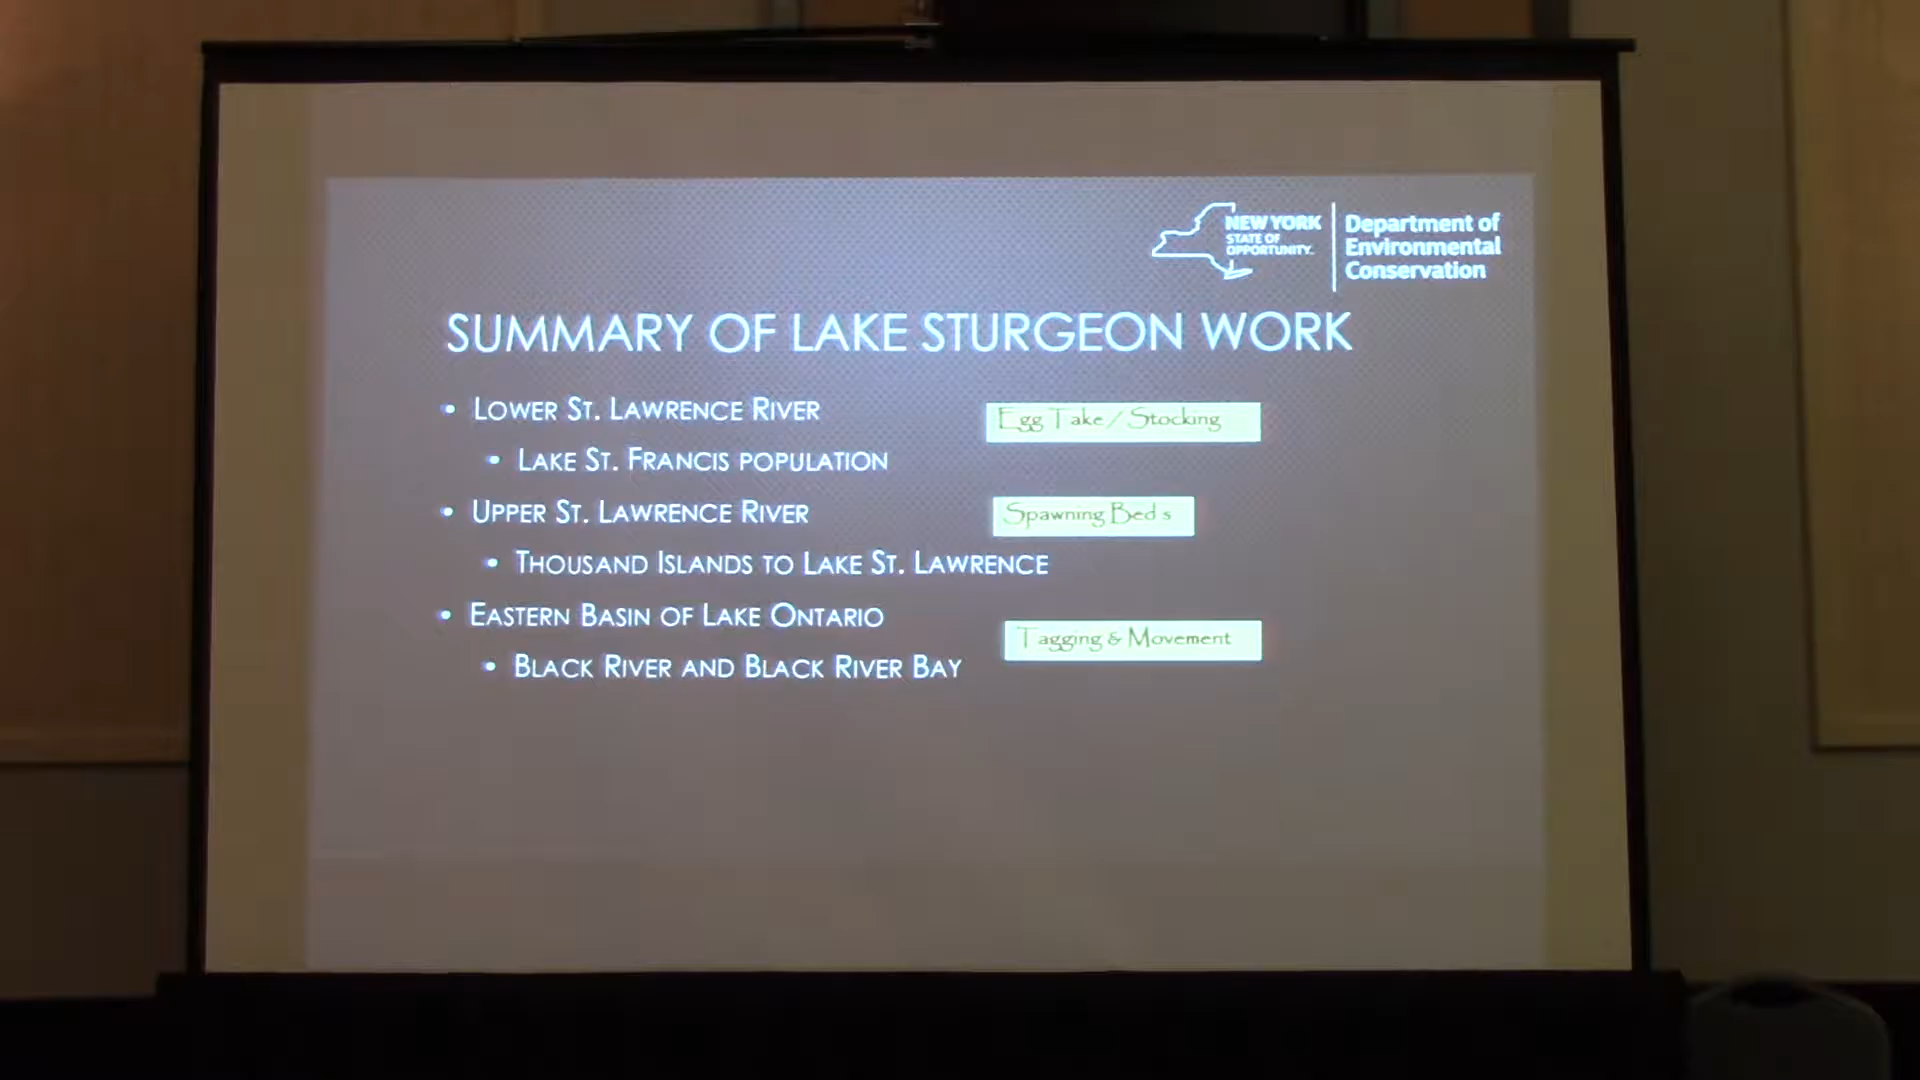 NEW YORK
STATE OF
OPPORTUNITY™
Department of
Environmental
Conservation
SUMMARY OF LAKE STURGEON WORK
• LOWER ST. LAWRENCE RIVER
Egg Take / Stocking
• LAKE ST. FRANCIS POPULATION
• UPPER ST. LAWRENCE RIVER
Spawning Beds
• THOUSAND ISLANDS TO LAKE ST. LAWRENCE
• EASTERN BASIN OF LAKE ONTARIO
Tagging & Movement
• BLACK RIVER AND BLACK RIVER BAY